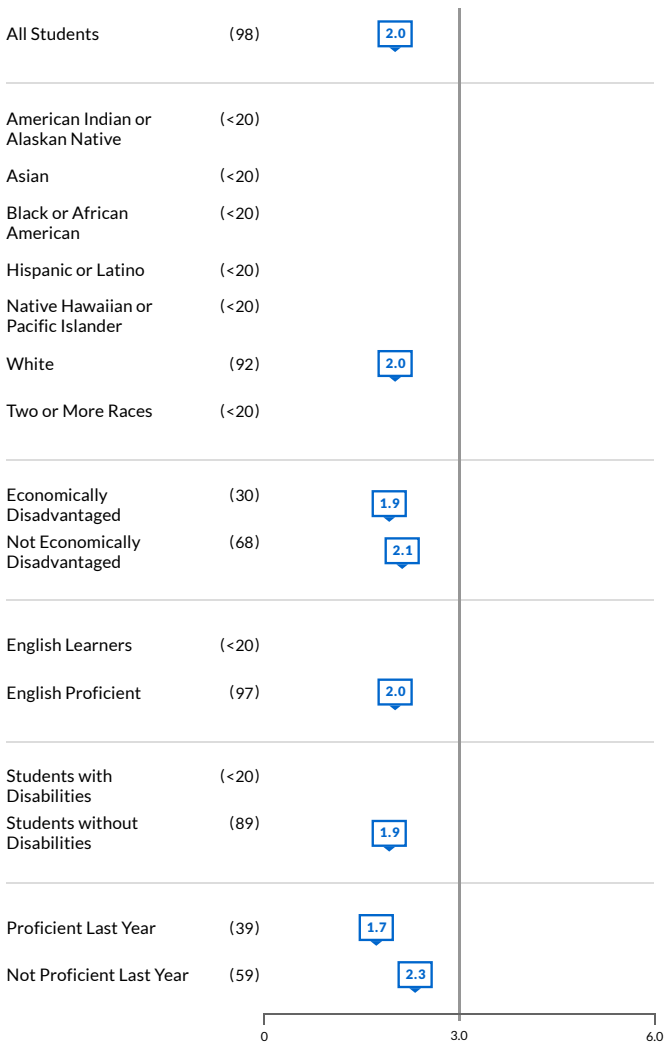 All Students (98) 2.0
American Indian or (<20)
Alaskan Native
Asian (<20)
Black or African (<20)
American
Hispanic or Latino (<20)
Native Hawaiian or (<20)
Pacific Islander
White (92) 2.0
Two or More Races (<20)
Economically (30) 1.9
Disadvantaged
Not Economically (68) 2.1
Disadvantaged
English Learners (<20)
English Proficient (97) 2.0
Students with (<20)
Disabilities
Students without (89) 1.9
Disabilities
Proficient Last Year (39) 1.7
Not Proficient Last Year (59) 2.3
0 3.0 6.0